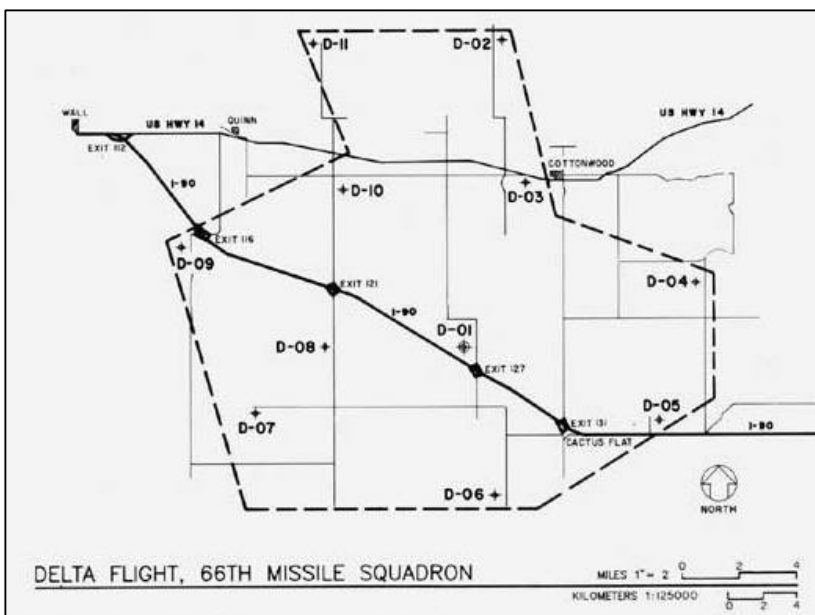 D-11
D-02
WALL
US HWY 14
QUINN
US HWY 14
EXIT 112
COTTONWOOD
I-90
D-10
D-03
EXIT 116
D-09
EXIT 121
D-04
I-90
D-01
D-08
EXIT 127
D-07
D-05
EXIT 131
CACTUS FLAT
I-90
D-06
NORTH
DELTA FLIGHT, 66TH MISSILE SQUADRON
MILES 1"= 2 0 2 4
KILOMETERS 1:125000 0 2 4